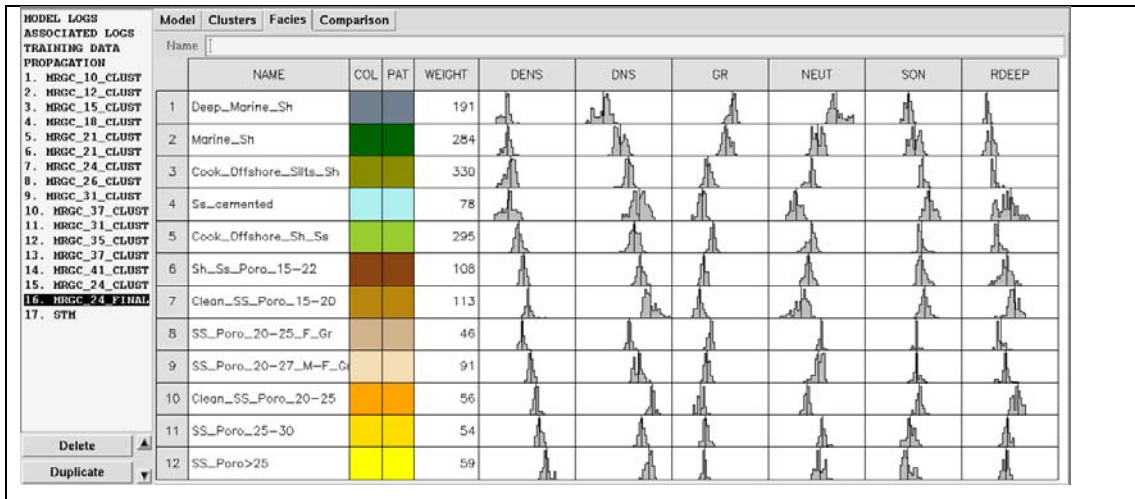 MODEL LOGS
ASSOCIATED LOGS
TRAINING DATA
PROPAGATION
1. MRGC_10_CLUST
2. MRGC_12_CLUST
3. MRGC_15_CLUST
4. MRGC_18_CLUST
5. MRGC_21_CLUST
6. MRGC_21_CLUST
7. MRGC_24_CLUST
8. MRGC_26_CLUST
9. MRGC_31_CLUST
10. MRGC_37_CLUST
11. MRGC_31_CLUST
12. MRGC_35_CLUST
13. MRGC_37_CLUST
14. MRGC_41_CLUST
15. MRGC_24_CLUST
16. MRGC_24_FINAL
17. STM
Delete
Duplicate
Model Clusters Facies Comparison
Name
NAME COL PAT WEIGHT DENS DNS GR NEUT SON RDEEP
1 Deep_Marine_Sh 191
2 Marine_Sh 284
3 Cook_Offshore_Silts_Sh 330
4 Ss_cemented 78
5 Cook_Offshore_Sh_Ss 295
6 Sh_Ss_Poro_15-22 108
7 Clean_SS_Poro_15-20 113
8 SS_Poro_20-25_F_Gr 46
9 SS_Poro_20-27_M-F_Gr 91
10 Clean_SS_Poro_20-25 56
11 SS_Poro_25-30 54
12 SS_Poro>25 59